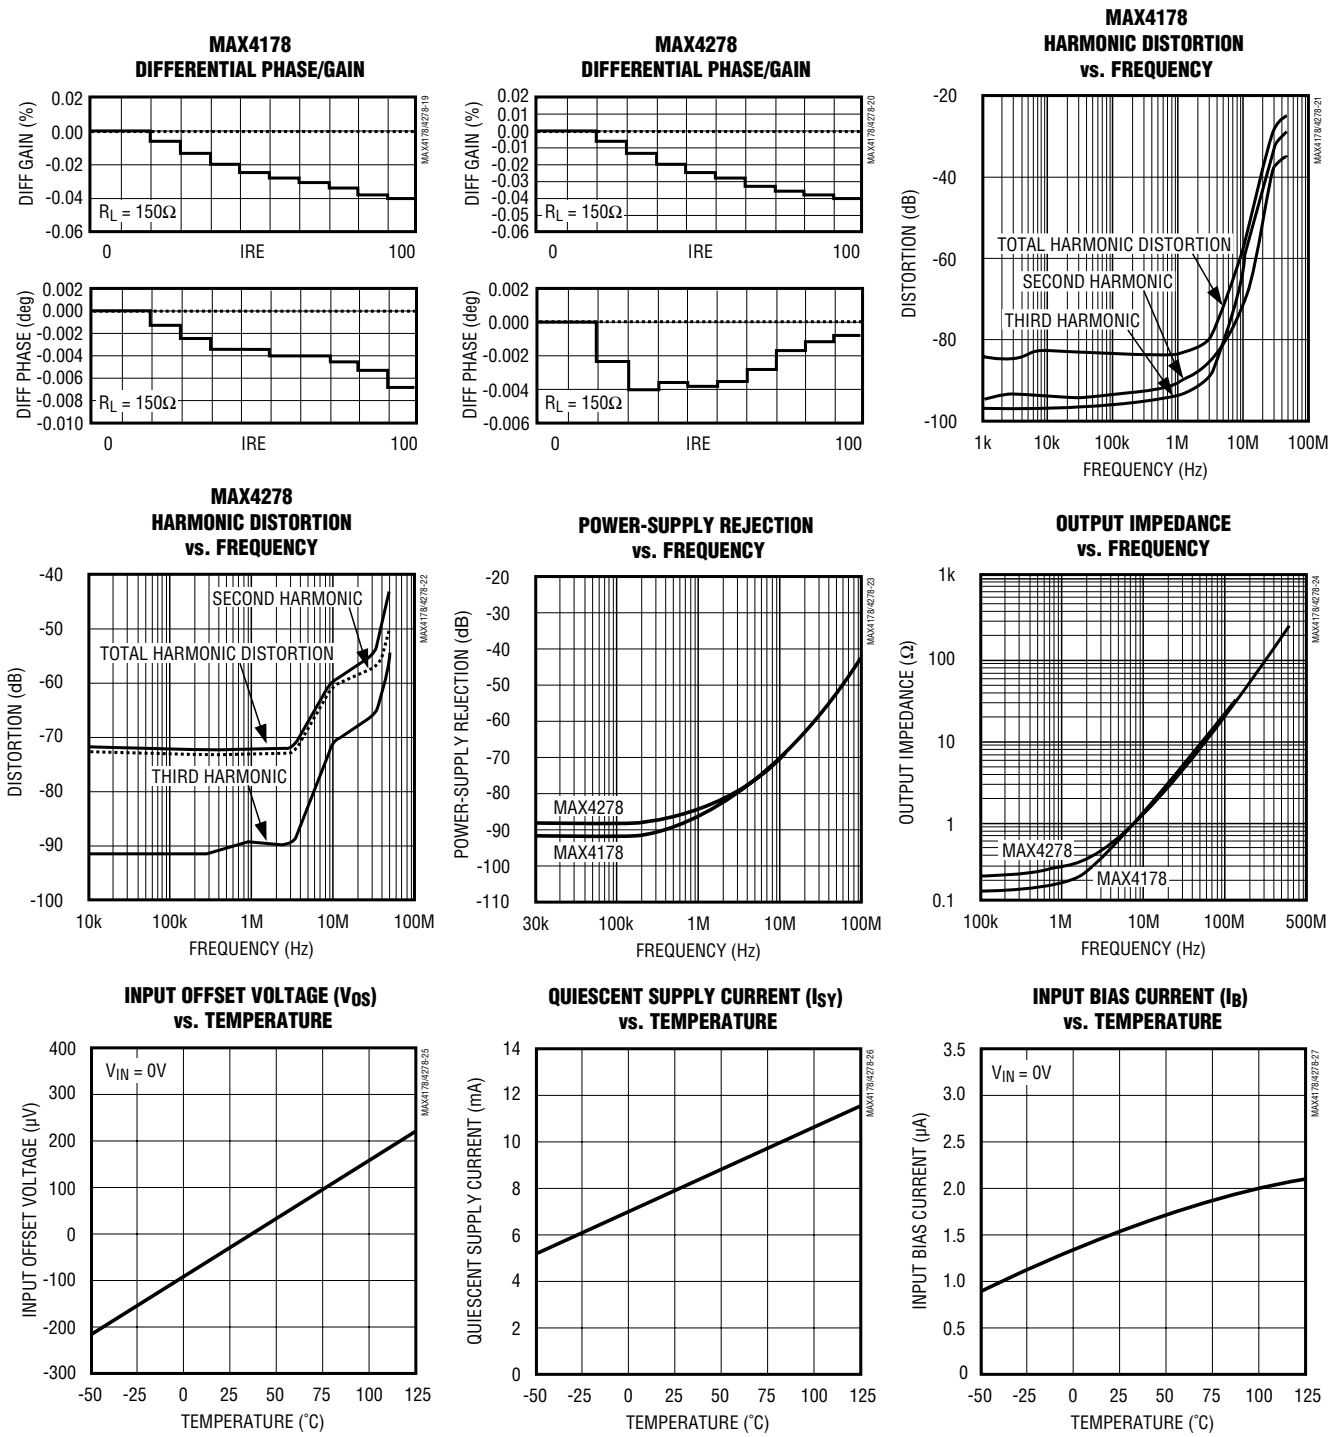 MAX4178
DIFFERENTIAL PHASE/GAIN
DIFF GAIN (%)
0.02
0.00
-0.02
-0.04
-0.06
RL = 150Ω
0 IRE 100
MAX4178/4278-19
DIFF PHASE (deg)
0.002
0.000
-0.002
-0.004
-0.006
-0.008
-0.010
RL = 150Ω
0 IRE 100
MAX4278
DIFFERENTIAL PHASE/GAIN
DIFF GAIN (%)
0.02
0.01
0.00
-0.01
-0.02
-0.03
-0.04
-0.05
-0.06
RL = 150Ω
0 IRE 100
MAX4178/4278-20
DIFF PHASE (deg)
0.002
0.000
-0.002
-0.004
-0.006
RL = 150Ω
0 IRE 100
MAX4178
HARMONIC DISTORTION
vs. FREQUENCY
DISTORTION (dB)
-20
-40
-60
-80
-100
TOTAL HARMONIC DISTORTION
SECOND HARMONIC
THIRD HARMONIC
1k 10k 100k 1M 10M 100M
FREQUENCY (Hz)
MAX4178/4278-21
MAX4278
HARMONIC DISTORTION
vs. FREQUENCY
DISTORTION (dB)
-40
-50
-60
-70
-80
-90
-100
SECOND HARMONIC
TOTAL HARMONIC DISTORTION
THIRD HARMONIC
10k 100k 1M 10M 100M
FREQUENCY (Hz)
MAX4178/4278-22
POWER-SUPPLY REJECTION
vs. FREQUENCY
POWER-SUPPLY REJECTION (dB)
-20
-30
-40
-50
-60
-70
-80
-90
-100
-110
MAX4278
MAX4178
30k 100k 1M 10M 100M
FREQUENCY (Hz)
MAX4178/4278-23
OUTPUT IMPEDANCE
vs. FREQUENCY
OUTPUT IMPEDANCE (Ω)
1k
100
10
1
0.1
MAX4278
MAX4178
100k 1M 10M 100M 500M
FREQUENCY (Hz)
MAX4178/4278-24
INPUT OFFSET VOLTAGE (VOS)
vs. TEMPERATURE
INPUT OFFSET VOLTAGE (µV)
400
300
200
100
0
-100
-200
-300
VIN = 0V
-50 -25 0 25 50 75 100 125
TEMPERATURE (˚C)
MAX4178/4278-25
QUIESCENT SUPPLY CURRENT (ISY)
vs. TEMPERATURE
QUIESCENT SUPPLY CURRENT (mA)
14
12
10
8
6
4
2
0
-50 -25 0 25 50 75 100 125
TEMPERATURE (˚C)
MAX4178/4278-26
INPUT BIAS CURRENT (IB)
vs. TEMPERATURE
INPUT BIAS CURRENT (µA)
3.5
3.0
2.5
2.0
1.5
1.0
0.5
0
VIN = 0V
-50 -25 0 25 50 75 100 125
TEMPERATURE (˚C)
MAX4178/4278-27